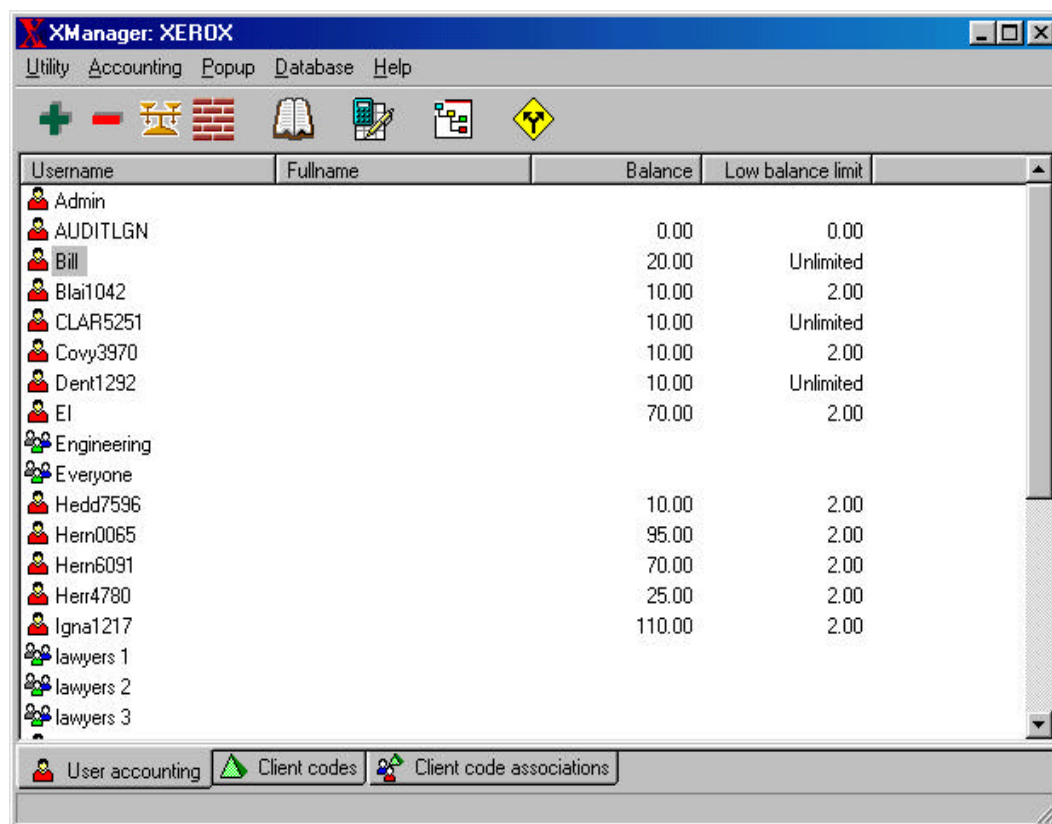 XManager: XEROX
Utility Accounting Popup Database Help
Username Fullname Balance Low balance limit
Admin
AUDITLGN 0.00 0.00
Bill 20.00 Unlimited
Blai1042 10.00 2.00
CLAR5251 10.00 Unlimited
Covy3970 10.00 2.00
Dent1292 10.00 Unlimited
EI 70.00 2.00
Engineering
Everyone
Hedd7596 10.00 2.00
Hern0065 95.00 2.00
Hern6091 70.00 2.00
Herr4780 25.00 2.00
Igna1217 110.00 2.00
lawyers 1
lawyers 2
lawyers 3
User accounting Client codes Client code associations